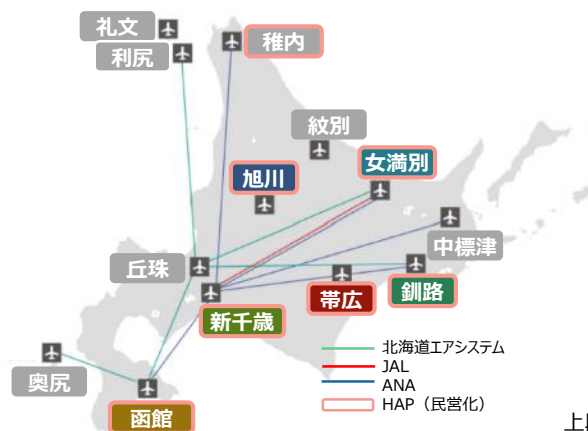 礼文
利尻
稚内
紋別
旭川
女満別
中標津
丘珠
新千歳
帯広
釧路
奥尻
函館
北海道エアシステム
JAL
ANA
HAP（民営化）